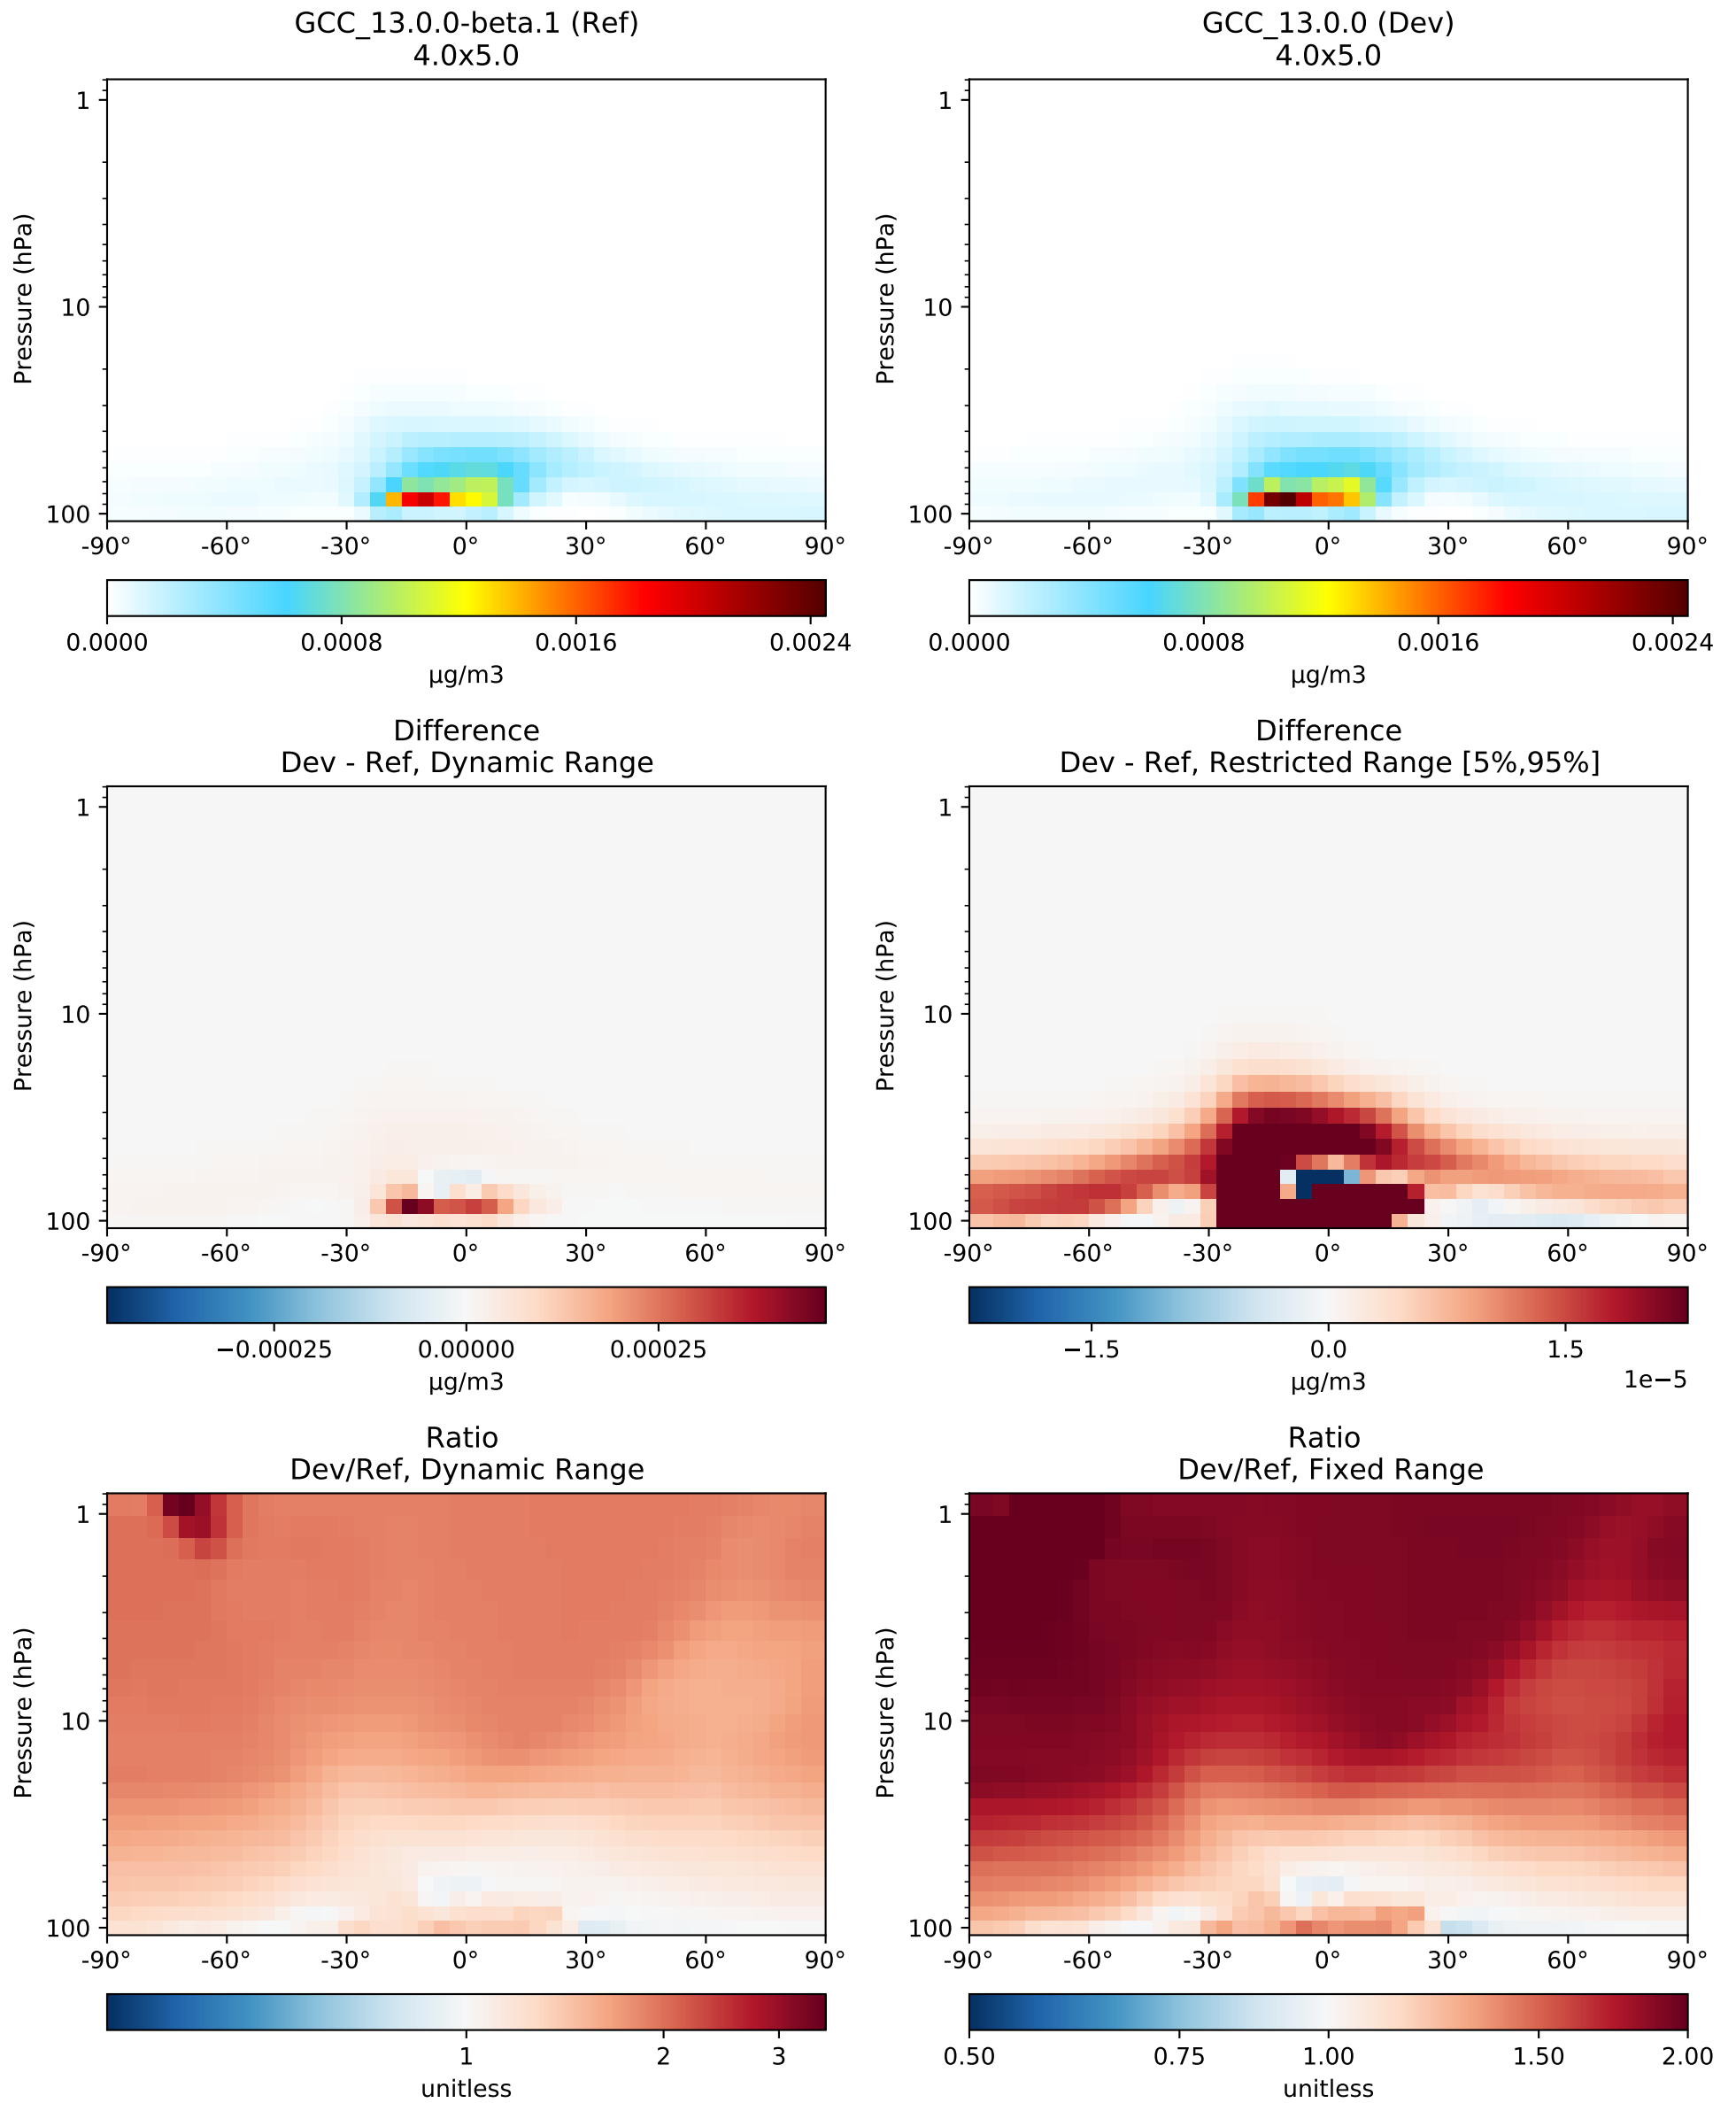 GCC_13.0.0-beta.1 (Ref)
4.0x5.0
Pressure (hPa)
1
10
100
-90° -60° -30° 0° 30° 60° 90°
0.0000 0.0008 0.0016 0.0024
µg/m3
GCC_13.0.0 (Dev)
4.0x5.0
Pressure (hPa)
1
10
100
-90° -60° -30° 0° 30° 60° 90°
0.0000 0.0008 0.0016 0.0024
µg/m3
Difference
Dev - Ref, Dynamic Range
Pressure (hPa)
1
10
100
-90° -60° -30° 0° 30° 60° 90°
−0.00025 0.00000 0.00025
µg/m3
Difference
Dev - Ref, Restricted Range [5%,95%]
Pressure (hPa)
1
10
100
-90° -60° -30° 0° 30° 60° 90°
−1.5 0.0 1.5
1e−5
µg/m3
Ratio
Dev/Ref, Dynamic Range
Pressure (hPa)
1
10
100
-90° -60° -30° 0° 30° 60° 90°
1 2 3
unitless
Ratio
Dev/Ref, Fixed Range
Pressure (hPa)
1
10
100
-90° -60° -30° 0° 30° 60° 90°
0.50 0.75 1.00 1.50 2.00
unitless